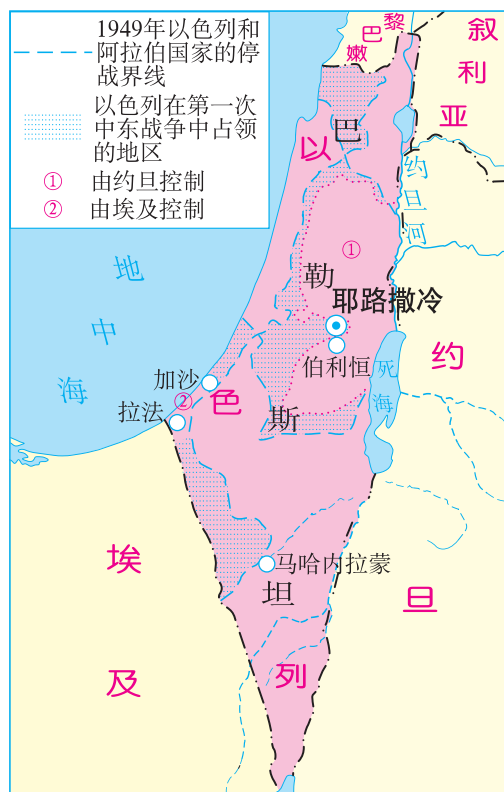 1949年以色列和
阿拉伯国家的停
战界线
以色列在第一次
中东战争中占领
的地区
① 由约旦控制
② 由埃及控制
黎巴嫩
叙利亚
以色列
巴勒斯坦
约旦河
①
耶路撒冷
伯利恒
地中海
死海
约旦
加沙
②
拉法
马哈内拉蒙
埃及